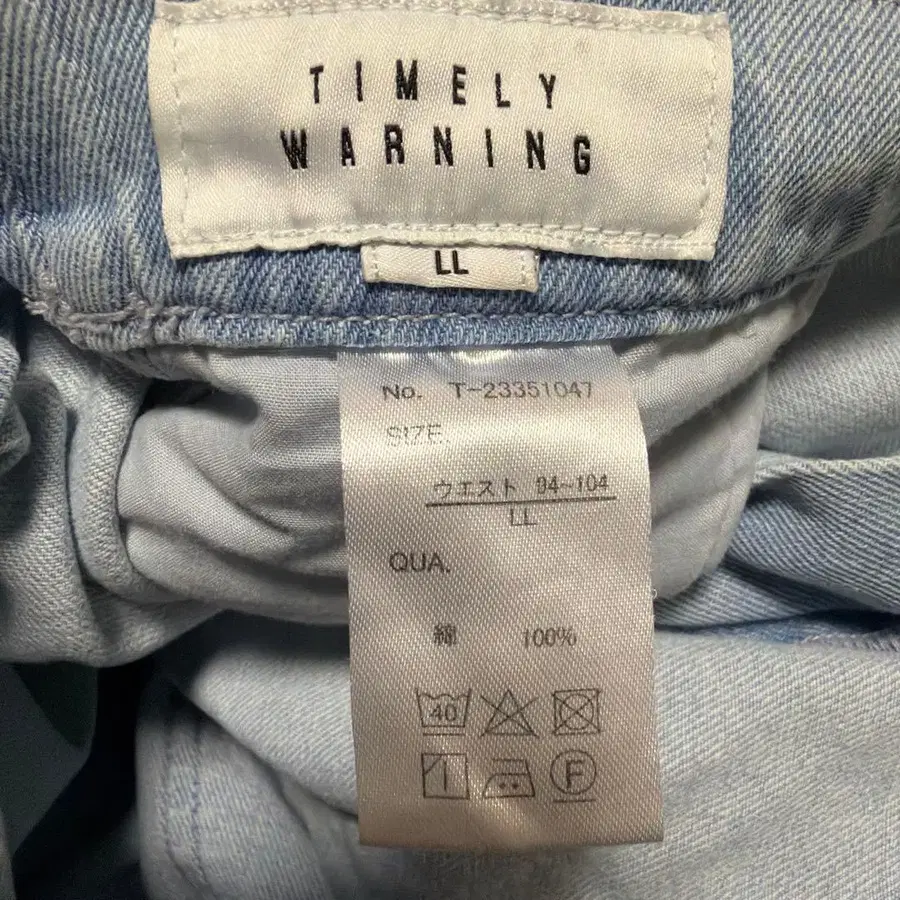 TIMELY
WARNING
LL
No. T-23351047
SIZE.
ウエスト 94~104
LL
QUA.
綿 100%
40
F